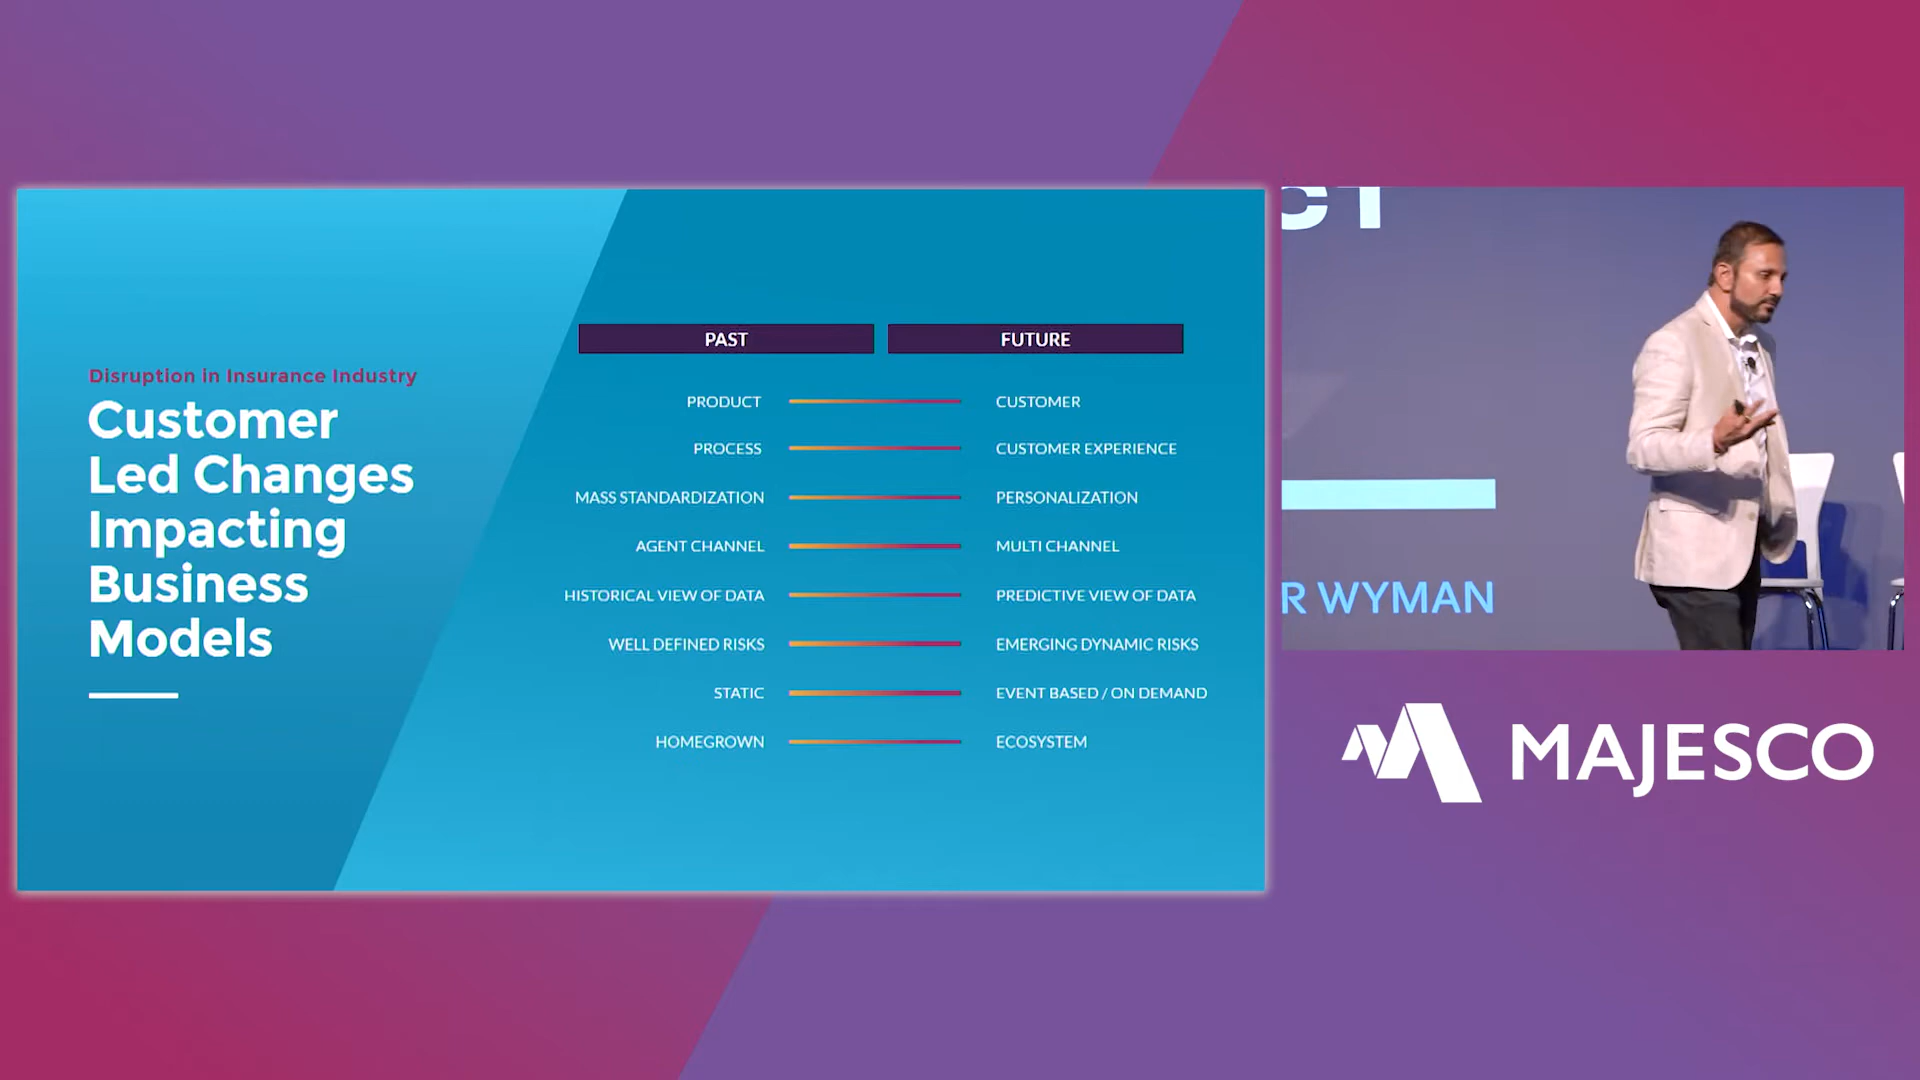 Disruption in Insurance Industry
Customer
Led Changes
Impacting
Business
Models
PAST FUTURE
PRODUCT CUSTOMER
PROCESS CUSTOMER EXPERIENCE
MASS STANDARDIZATION PERSONALIZATION
AGENT CHANNEL MULTI CHANNEL
HISTORICAL VIEW OF DATA PREDICTIVE VIEW OF DATA
WELL DEFINED RISKS EMERGING DYNAMIC RISKS
STATIC EVENT BASED / ON DEMAND
HOMEGROWN ECOSYSTEM
CT
R WYMAN
MAJESCO